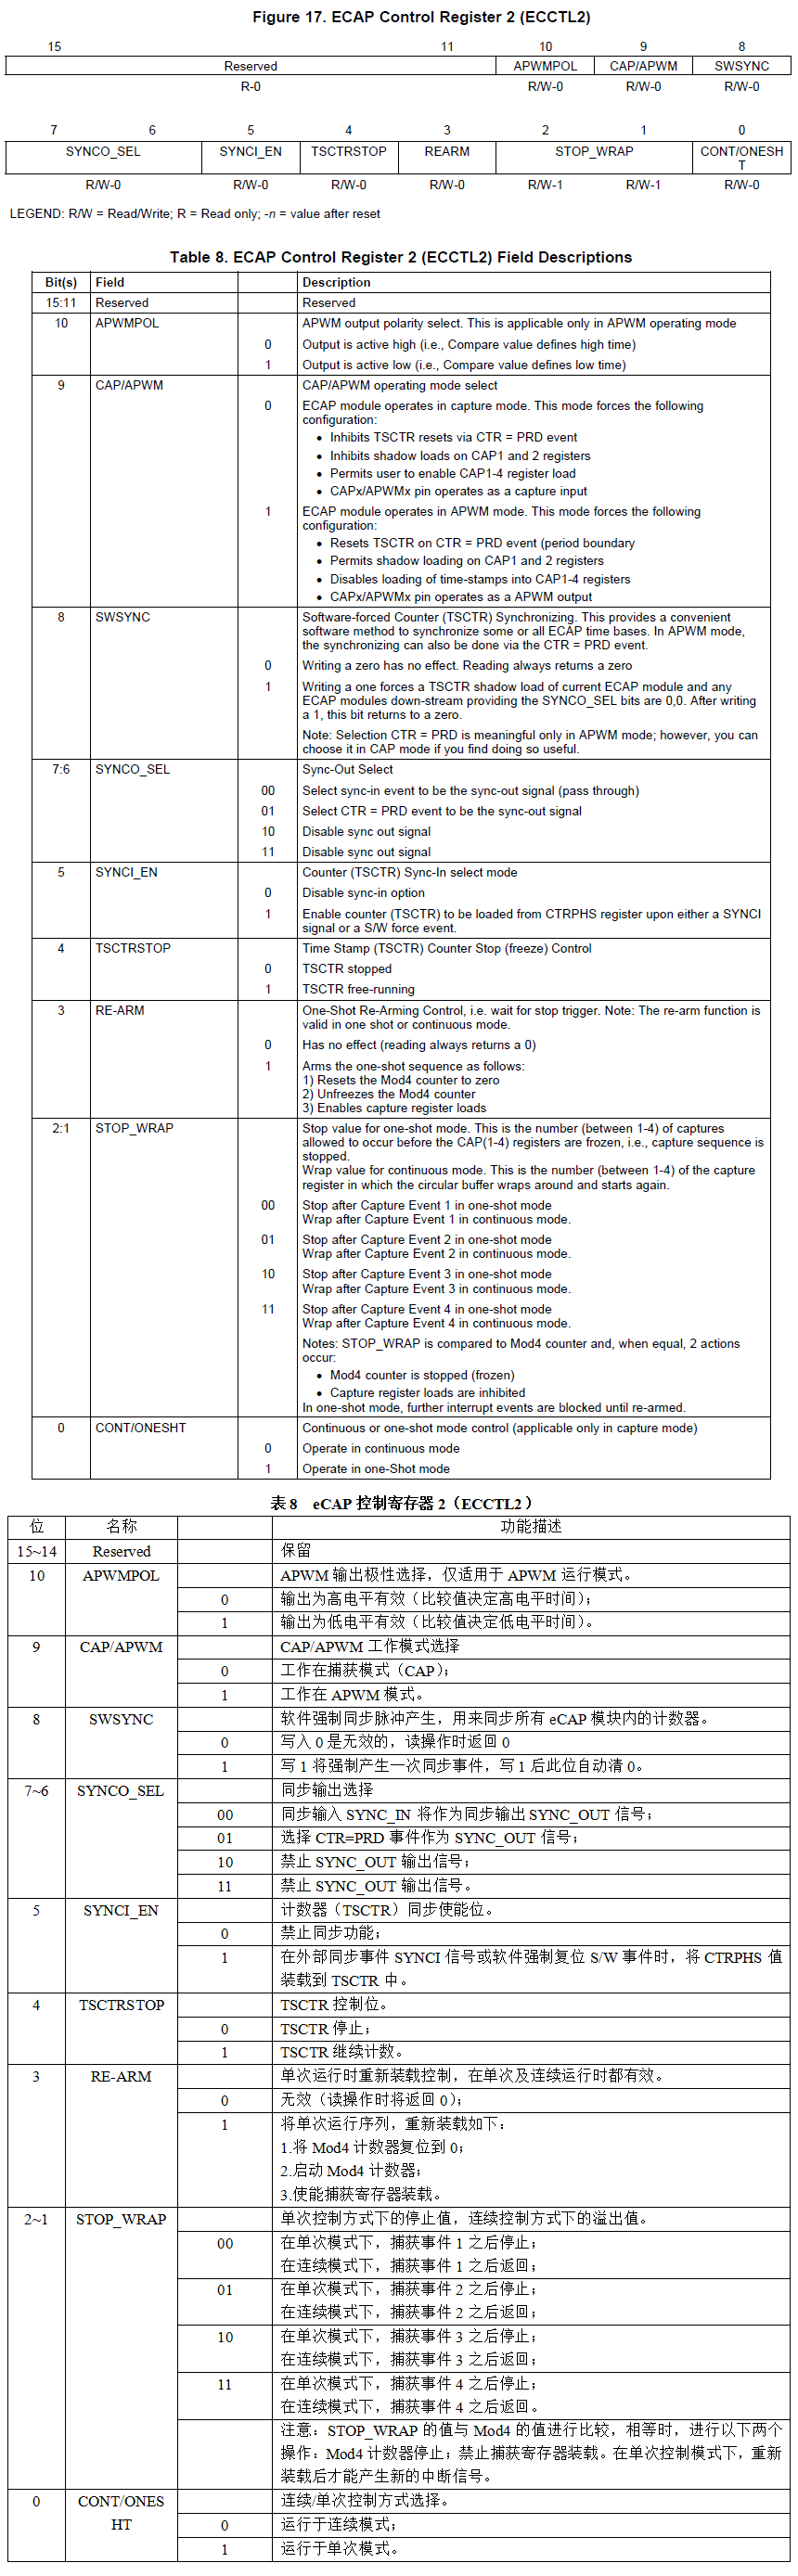 Figure 17. ECAP Control Register 2 (ECCTL2)
15 11 10 9 8
Reserved APWMPOL CAP/APWM SWSYNC
R-0 R/W-0 R/W-0 R/W-0
7 6 5 4 3 2 1 0
SYNCO_SEL SYNCI_EN TSCTRSTOP REARM STOP_WRAP CONT/ONESH
T
R/W-0 R/W-0 R/W-0 R/W-0 R/W-1 R/W-1 R/W-0
LEGEND: R/W = Read/Write; R = Read only; -n = value after reset
Table 8. ECAP Control Register 2 (ECCTL2) Field Descriptions
Bit(s) Field Description
15:11 Reserved Reserved
10 APWMPOL APWM output polarity select. This is applicable only in APWM operating mode
0 Output is active high (i.e., Compare value defines high time)
1 Output is active low (i.e., Compare value defines low time)
9 CAP/APWM CAP/APWM operating mode select
0 ECAP module operates in capture mode. This mode forces the following
configuration:
• Inhibits TSCTR resets via CTR = PRD event
• Inhibits shadow loads on CAP1 and 2 registers
• Permits user to enable CAP1-4 register load
• CAPx/APWMx pin operates as a capture input
1 ECAP module operates in APWM mode. This mode forces the following
configuration:
• Resets TSCTR on CTR = PRD event (period boundary
• Permits shadow loading on CAP1 and 2 registers
• Disables loading of time-stamps into CAP1-4 registers
• CAPx/APWMx pin operates as a APWM output
8 SWSYNC Software-forced Counter (TSCTR) Synchronizing. This provides a convenient
software method to synchronize some or all ECAP time bases. In APWM mode,
the synchronizing can also be done via the CTR = PRD event.
0 Writing a zero has no effect. Reading always returns a zero
1 Writing a one forces a TSCTR shadow load of current ECAP module and any
ECAP modules down-stream providing the SYNCO_SEL bits are 0,0. After writing
a 1, this bit returns to a zero.
Note: Selection CTR = PRD is meaningful only in APWM mode; however, you can
choose it in CAP mode if you find doing so useful.
7:6 SYNCO_SEL Sync-Out Select
00 Select sync-in event to be the sync-out signal (pass through)
01 Select CTR = PRD event to be the sync-out signal
10 Disable sync out signal
11 Disable sync out signal
5 SYNCI_EN Counter (TSCTR) Sync-In select mode
0 Disable sync-in option
1 Enable counter (TSCTR) to be loaded from CTRPHS register upon either a SYNCI
signal or a S/W force event.
4 TSCTRSTOP Time Stamp (TSCTR) Counter Stop (freeze) Control
0 TSCTR stopped
1 TSCTR free-running
3 RE-ARM One-Shot Re-Arming Control, i.e. wait for stop trigger. Note: The re-arm function is
valid in one shot or continuous mode.
0 Has no effect (reading always returns a 0)
1 Arms the one-shot sequence as follows:
1) Resets the Mod4 counter to zero
2) Unfreezes the Mod4 counter
3) Enables capture register loads
2:1 STOP_WRAP Stop value for one-shot mode. This is the number (between 1-4) of captures
allowed to occur before the CAP(1-4) registers are frozen, i.e., capture sequence is
stopped.
Wrap value for continuous mode. This is the number (between 1-4) of the capture
register in which the circular buffer wraps around and starts again.
00 Stop after Capture Event 1 in one-shot mode
Wrap after Capture Event 1 in continuous mode.
01 Stop after Capture Event 2 in one-shot mode
Wrap after Capture Event 2 in continuous mode.
10 Stop after Capture Event 3 in one-shot mode
Wrap after Capture Event 3 in continuous mode.
11 Stop after Capture Event 4 in one-shot mode
Wrap after Capture Event 4 in continuous mode.
Notes: STOP_WRAP is compared to Mod4 counter and, when equal, 2 actions
occur:
• Mod4 counter is stopped (frozen)
• Capture register loads are inhibited
In one-shot mode, further interrupt events are blocked until re-armed.
0 CONT/ONESHT Continuous or one-shot mode control (applicable only in capture mode)
0 Operate in continuous mode
1 Operate in one-Shot mode
表 8 eCAP 控制寄存器 2（ECCTL2）
位 名称 功能描述
15~14 Reserved 保留
10 APWMPOL APWM 输出极性选择，仅适用于 APWM 运行模式。
0 输出为高电平有效（比较值决定高电平时间）；
1 输出为低电平有效（比较值决定低电平时间）。
9 CAP/APWM CAP/APWM 工作模式选择
0 工作在捕获模式（CAP）；
1 工作在 APWM 模式。
8 SWSYNC 软件强制同步脉冲产生，用来同步所有 eCAP 模块内的计数器。
0 写入 0 是无效的，读操作时返回 0
1 写 1 将强制产生一次同步事件，写 1 后此位自动清 0。
7~6 SYNCO_SEL 同步输出选择
00 同步输入 SYNC_IN 将作为同步输出 SYNC_OUT 信号；
01 选择 CTR=PRD 事件作为 SYNC_OUT 信号；
10 禁止 SYNC_OUT 输出信号；
11 禁止 SYNC_OUT 输出信号。
5 SYNCI_EN 计数器（TSCTR）同步使能位。
0 禁止同步功能；
1 在外部同步事件 SYNCI 信号或软件强制复位 S/W 事件时，将 CTRPHS 值
装载到 TSCTR 中。
4 TSCTRSTOP TSCTR 控制位。
0 TSCTR 停止；
1 TSCTR 继续计数。
3 RE-ARM 单次运行时重新装载控制，在单次及连续运行时都有效。
0 无效（读操作时将返回 0）；
1 将单次运行序列，重新装载如下：
1.将 Mod4 计数器复位到 0；
2.启动 Mod4 计数器；
3.使能捕获寄存器装载。
2~1 STOP_WRAP 单次控制方式下的停止值，连续控制方式下的溢出值。
00 在单次模式下，捕获事件 1 之后停止；
在连续模式下，捕获事件 1 之后返回；
01 在单次模式下，捕获事件 2 之后停止；
在连续模式下，捕获事件 2 之后返回；
10 在单次模式下，捕获事件 3 之后停止；
在连续模式下，捕获事件 3 之后返回；
11 在单次模式下，捕获事件 4 之后停止；
在连续模式下，捕获事件 4 之后返回。
注意：STOP_WRAP 的值与 Mod4 的值进行比较，相等时，进行以下两个
操作：Mod4 计数器停止；禁止捕获寄存器装载。在单次控制模式下，重新
装载后才能产生新的中断信号。
0 CONT/ONES 连续/单次控制方式选择。
HT 0 运行于连续模式；
1 运行于单次模式。